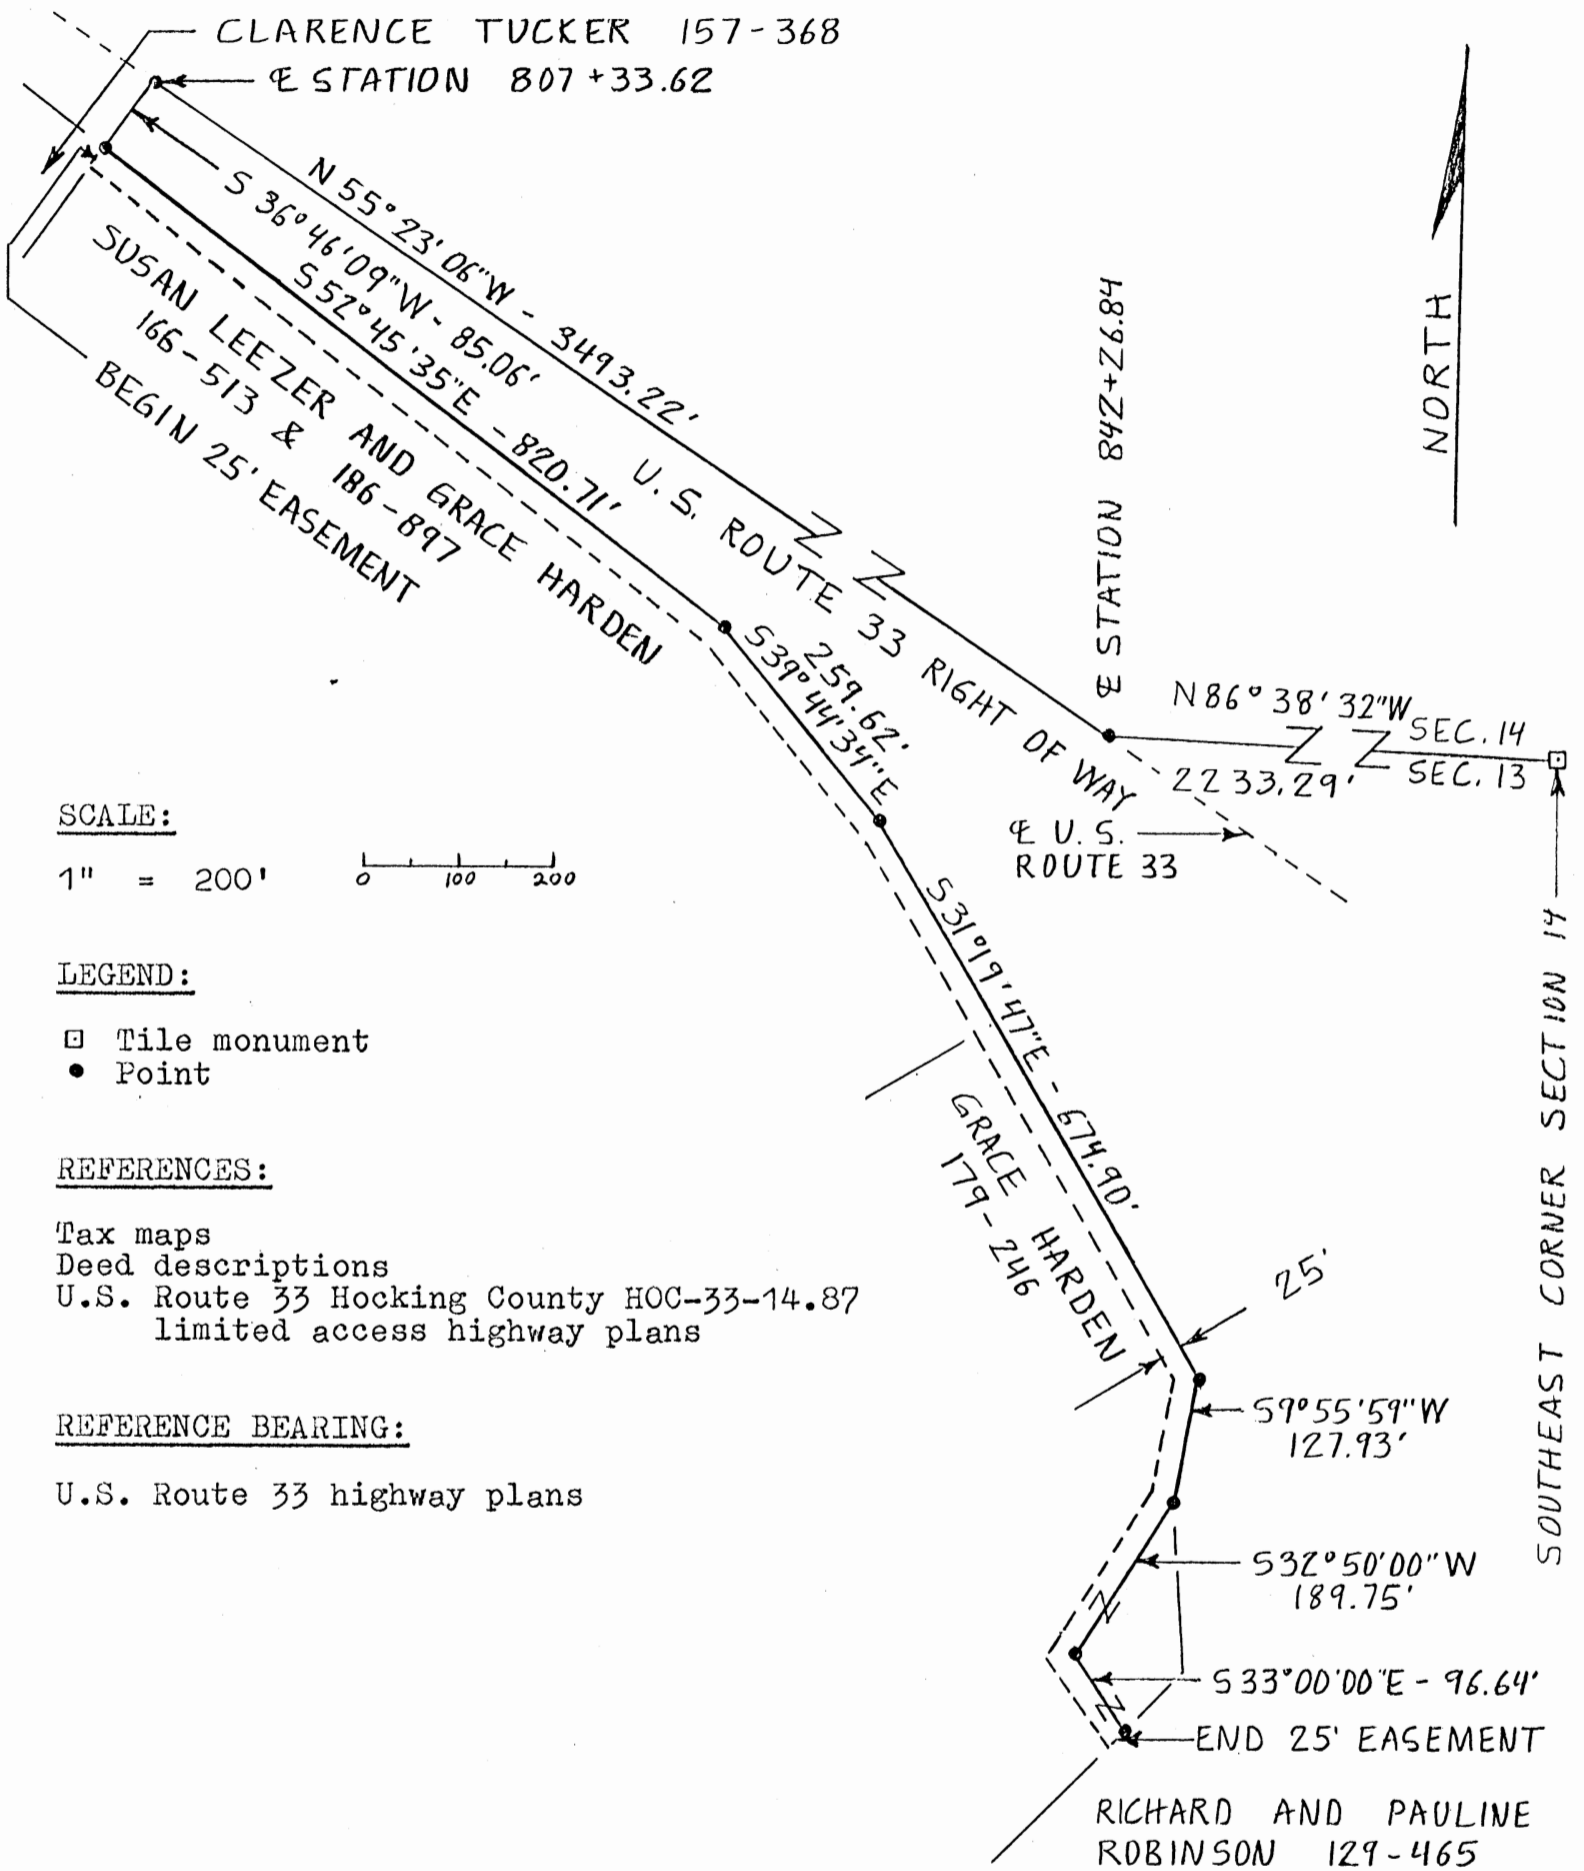 CLARENCE TUCKER 157-368
℄ STATION 807+33.62
N 55° 23' 06"W - 3493.22'
S 36° 46' 09"W - 85.06'
S 52° 45' 35"E - 820.71'
SUSAN LEEZER AND GRACE HARDEN
166-513 & 186-897
BEGIN 25' EASEMENT
U.S. ROUTE 33 RIGHT OF WAY
℄ STATION 842+26.84
NORTH
259.62'
S39° 44' 34"E
N 86° 38' 32"W
2233.29'
SEC. 14
SEC. 13
℄ U.S.
ROUTE 33
SOUTHEAST CORNER SECTION 14
SCALE:
1" = 200'
0 100 200
LEGEND:
Tile monument
Point
REFERENCES:
Tax maps
Deed descriptions
U.S. Route 33 Hocking County HOC-33-14.87
limited access highway plans
REFERENCE BEARING:
U.S. Route 33 highway plans
S31° 19' 47"E - 674.90'
GRACE HARDEN
179-246
25'
S9° 55' 59"W
127.93'
S32° 50' 00"W
189.75'
S 33° 00' 00"E - 96.64'
END 25' EASEMENT
RICHARD AND PAULINE
ROBINSON 129-465